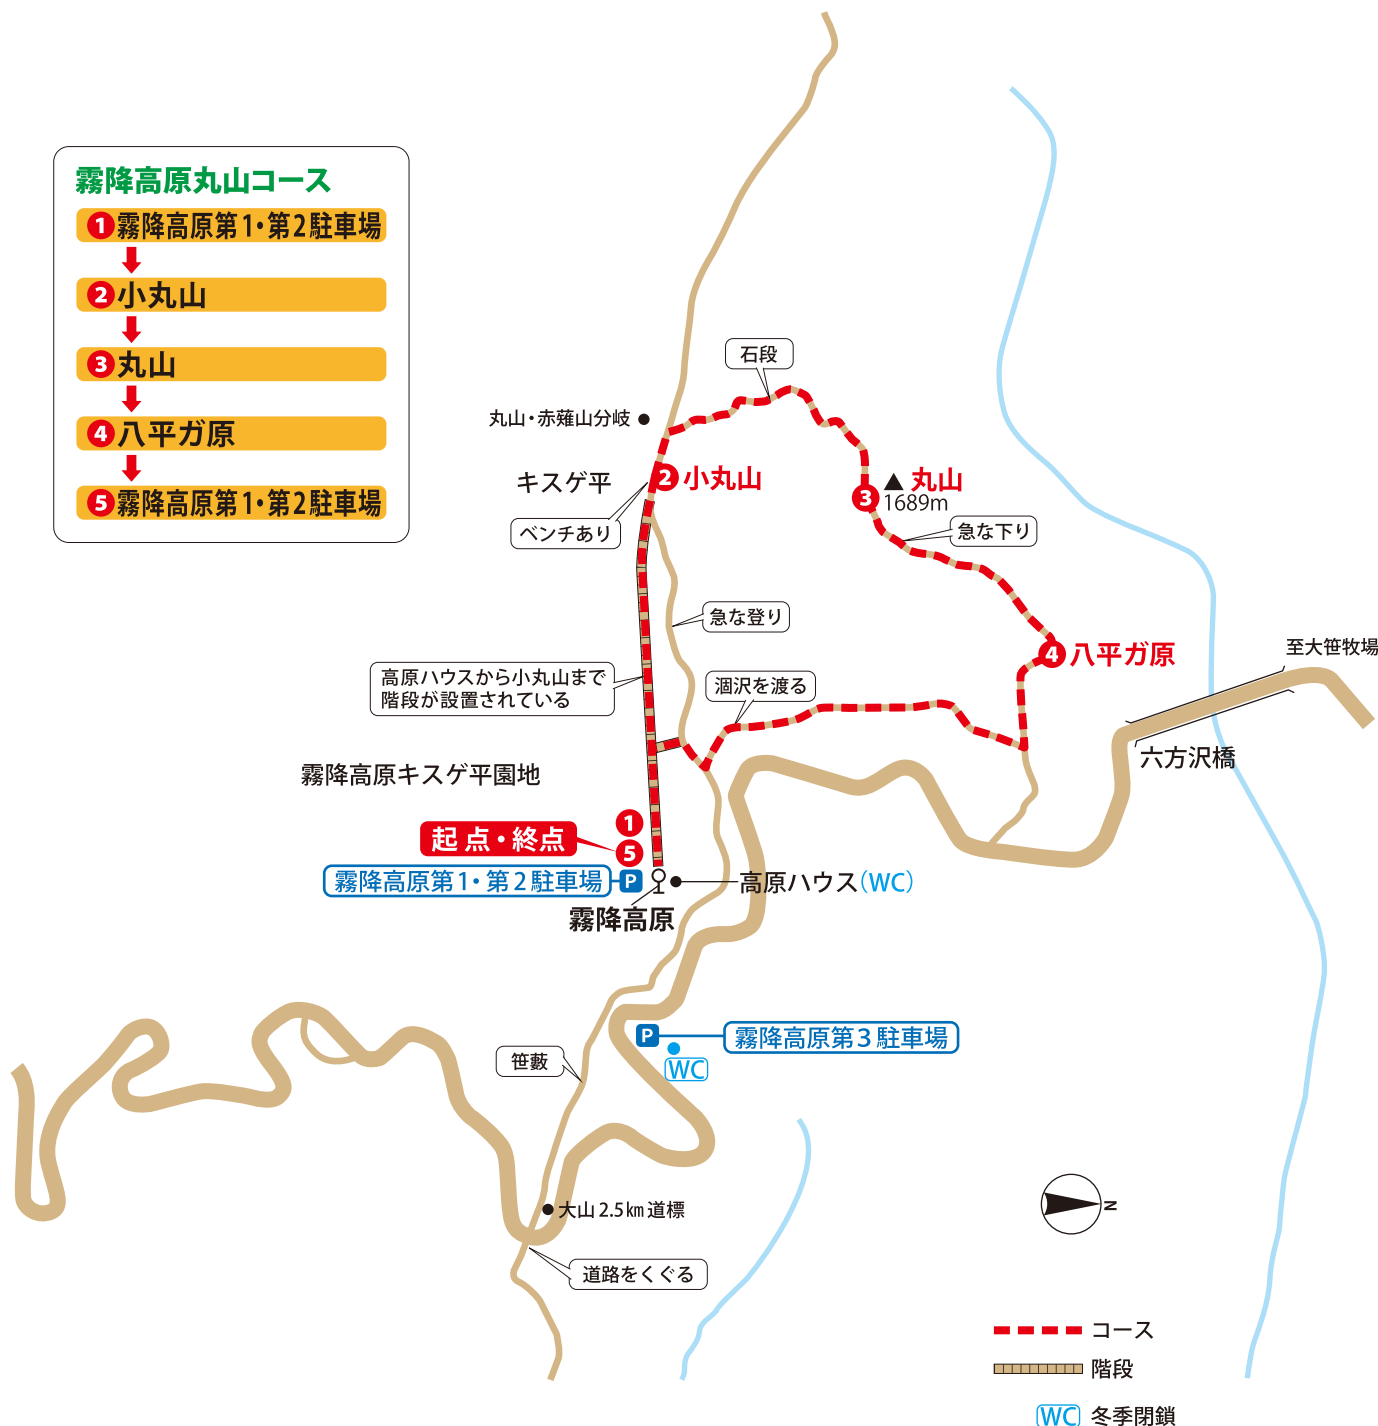 霧降高原丸山コース
1 霧降高原第1・第2駐車場
2 小丸山
3 丸山
4 八平ガ原
5 霧降高原第1・第2駐車場
石段
丸山・赤薙山分岐
2 小丸山
キスゲ平
ベンチあり
丸山
3
1689m
急な下り
急な登り
4 八平ガ原
至大笹牧場
高原ハウスから小丸山まで
階段が設置されている
涸沢を渡る
六方沢橋
霧降高原キスゲ平園地
1
起点・終点
5
霧降高原第1・第2駐車場 P
高原ハウス(WC)
霧降高原
P 霧降高原第3駐車場
WC
笹藪
大山2.5km道標
道路をくぐる
N
コース
階段
WC 冬季閉鎖